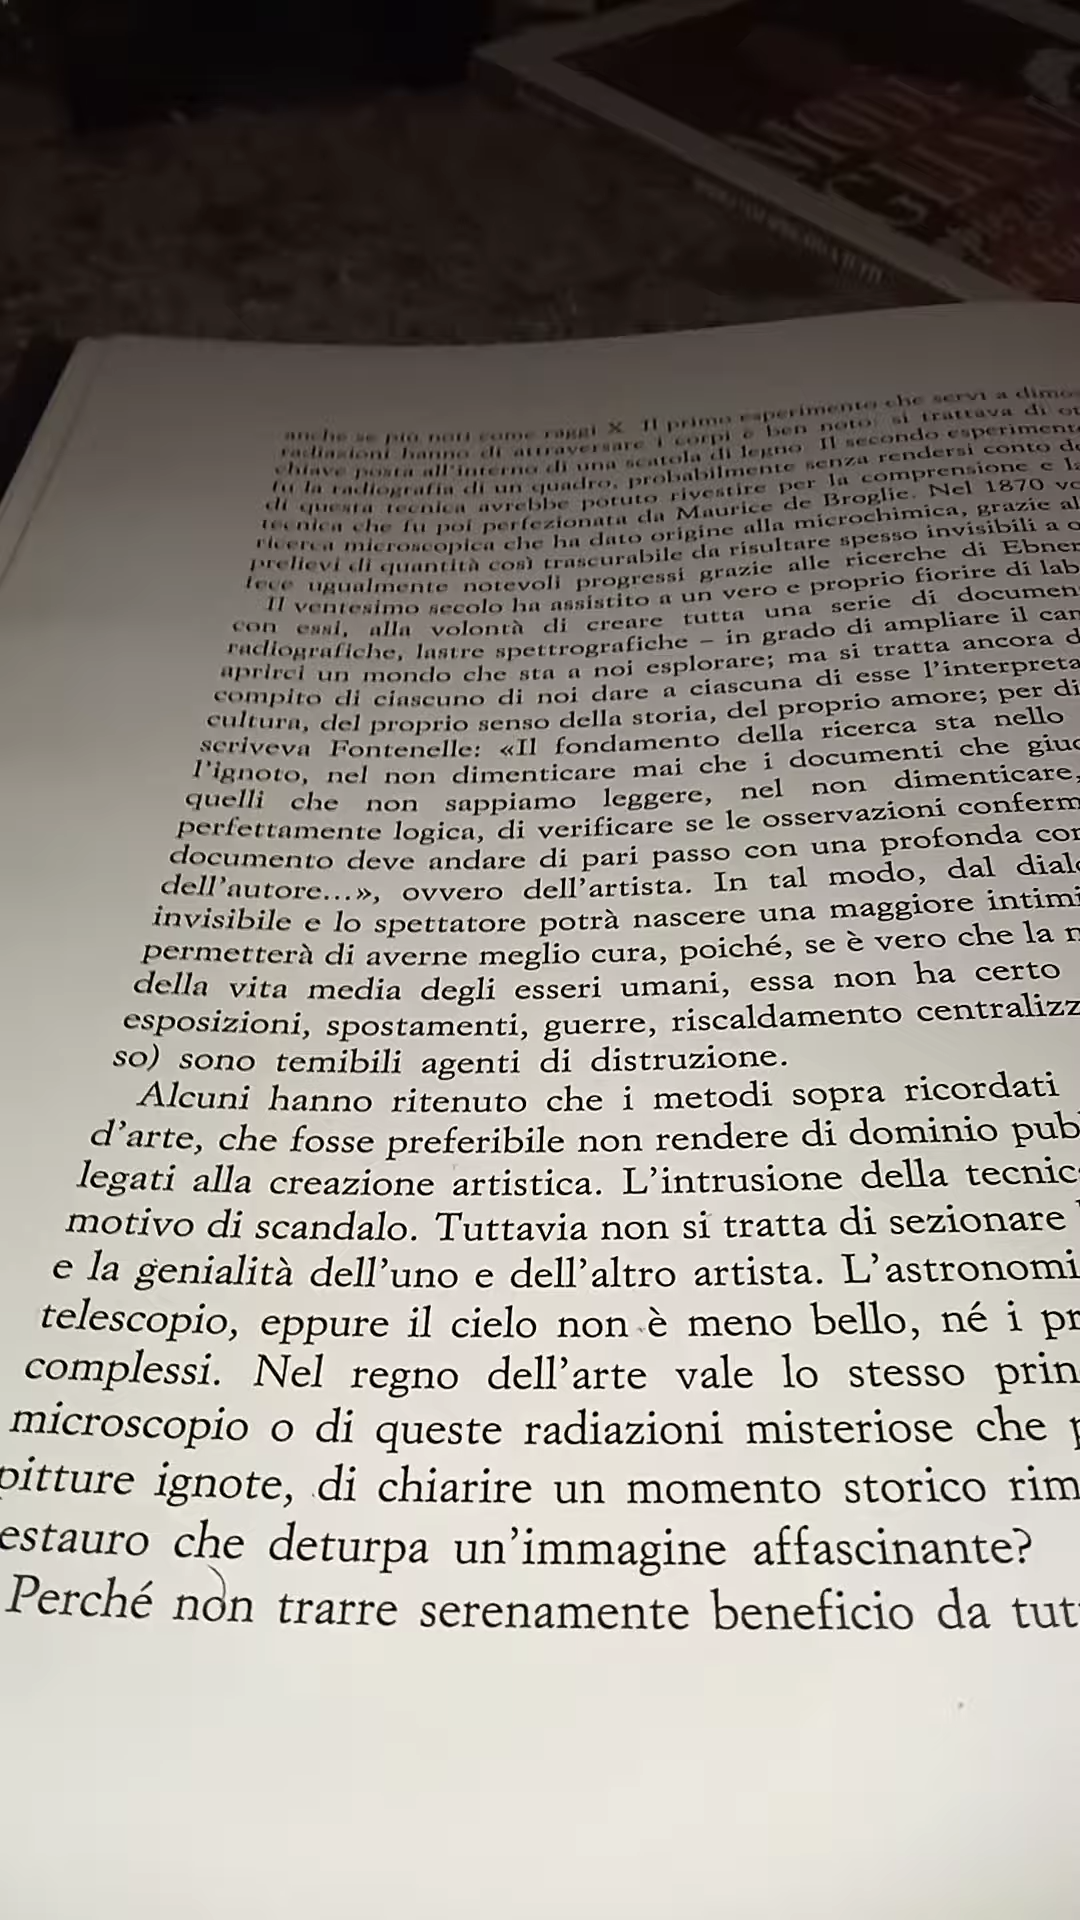 anche se più noti come raggi X. Il primo esperimento che servì a dimo
radiazioni hanno di attraversare i corpi è ben noto: si trattava di
chiave posta all'interno di una scatola di legno. Il secondo esperiment
fu la radiografia di un quadro, probabilmente senza rendersi conto de
di questa tecnica avrebbe potuto rivestire per la comprensione e la
tecnica che fu poi perfezionata da Maurice de Broglie. Nel 1870
ricerca microscopica che ha dato origine alla microchimica, grazie
prelievi di quantità così trascurabile da risultare spesso invisibili a
fece ugualmente notevoli progressi grazie alle ricerche di Ebner
Il ventesimo secolo ha assistito a un vero e proprio fiorire di lab
con essi, alla volontà di creare tutta una serie di documen
radiografiche, lastre spettrografiche – in grado di ampliare il cam
aprirci un mondo che sta a noi esplorare; ma si tratta ancora d
compito di ciascuno di noi dare a ciascuna di esse l'interpreta
cultura, del proprio senso della storia, del proprio amore; per di
scriveva Fontenelle: «Il fondamento della ricerca sta nello
l'ignoto, nel non dimenticare mai che i documenti che giud
quelli che non sappiamo leggere, nel non dimenticare,
perfettamente logica, di verificare se le osservazioni conferm
documento deve andare di pari passo con una profonda con
dell'autore...», ovvero dell'artista. In tal modo, dal dialo
invisibile e lo spettatore potrà nascere una maggiore intimi
permetterà di averne meglio cura, poiché, se è vero che la
della vita media degli esseri umani, essa non ha certo
esposizioni, spostamenti, guerre, riscaldamento centralizz
so) sono temibili agenti di distruzione.
Alcuni hanno ritenuto che i metodi sopra ricordati
d'arte, che fosse preferibile non rendere di dominio pub
legati alla creazione artistica. L'intrusione della tecnic
motivo di scandalo. Tuttavia non si tratta di sezionare
e la genialità dell'uno e dell'altro artista. L'astronomi
telescopio, eppure il cielo non è meno bello, né i pr
complessi. Nel regno dell'arte vale lo stesso prin
microscopio o di queste radiazioni misteriose che p
pitture ignote, di chiarire un momento storico rim
estauro che deturpa un'immagine affascinante?
Perché non trarre serenamente beneficio da tut